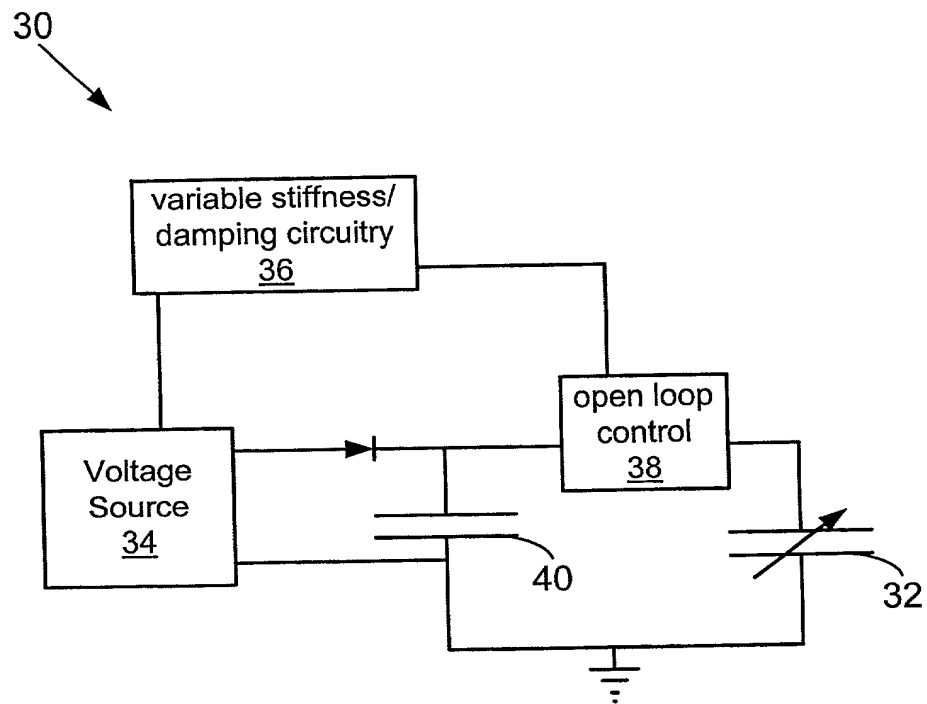 30
variable stiffness/
damping circuitry
36
open loop
control
38
Voltage
Source
34
40
32